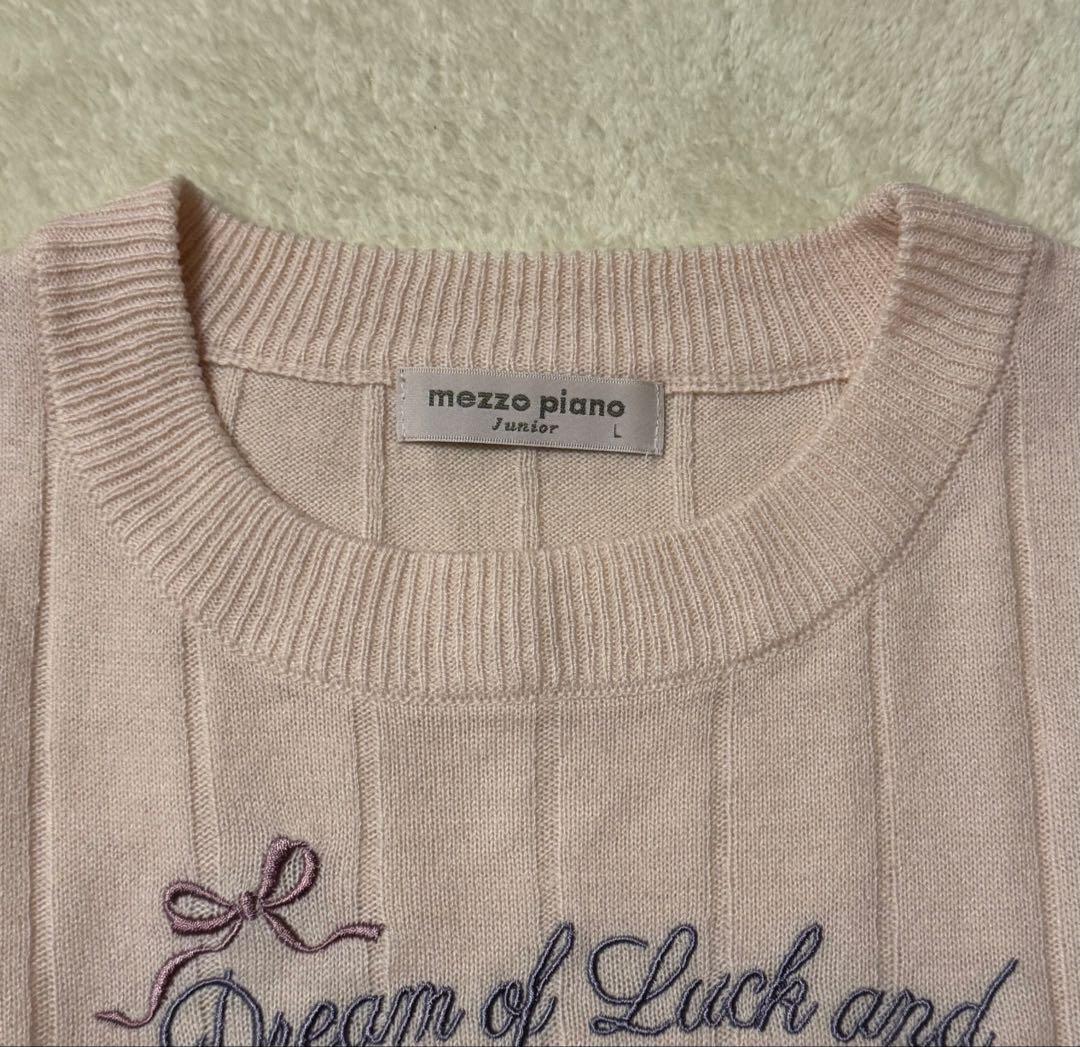 mezzo piano
Junior L
Dream of Luck and